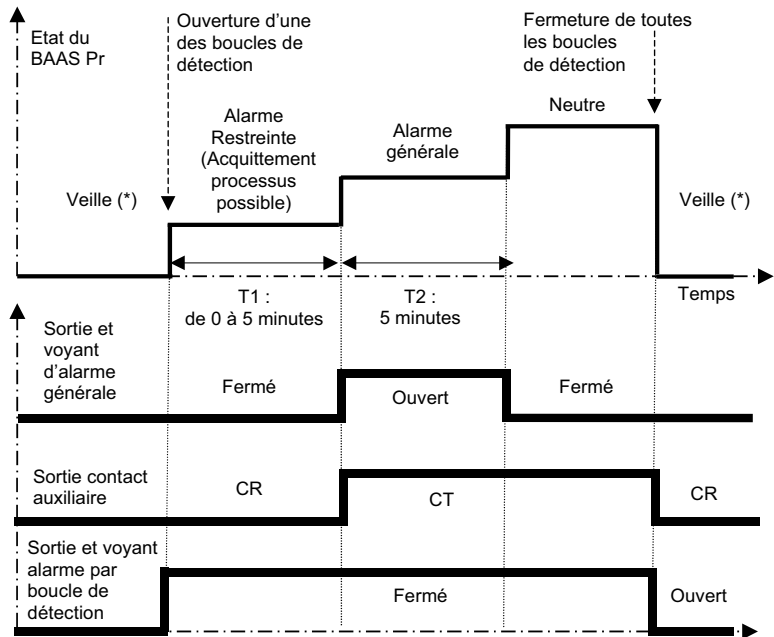 Etat du
BAAS Pr
Ouverture d'une
des boucles de
détection
Fermeture de toutes
les boucles
de détection
Veille (*)
Alarme
Restreinte
(Acquittement
processus
possible)
Alarme
générale
Neutre
Veille (*)
T1 :
de 0 à 5 minutes
T2 :
5 minutes
Temps
Sortie et
voyant
d'alarme
générale
Fermé
Ouvert
Fermé
Sortie contact
auxiliaire
CR
CT
CR
Sortie et voyant
alarme par
boucle de
détection
Fermé
Ouvert